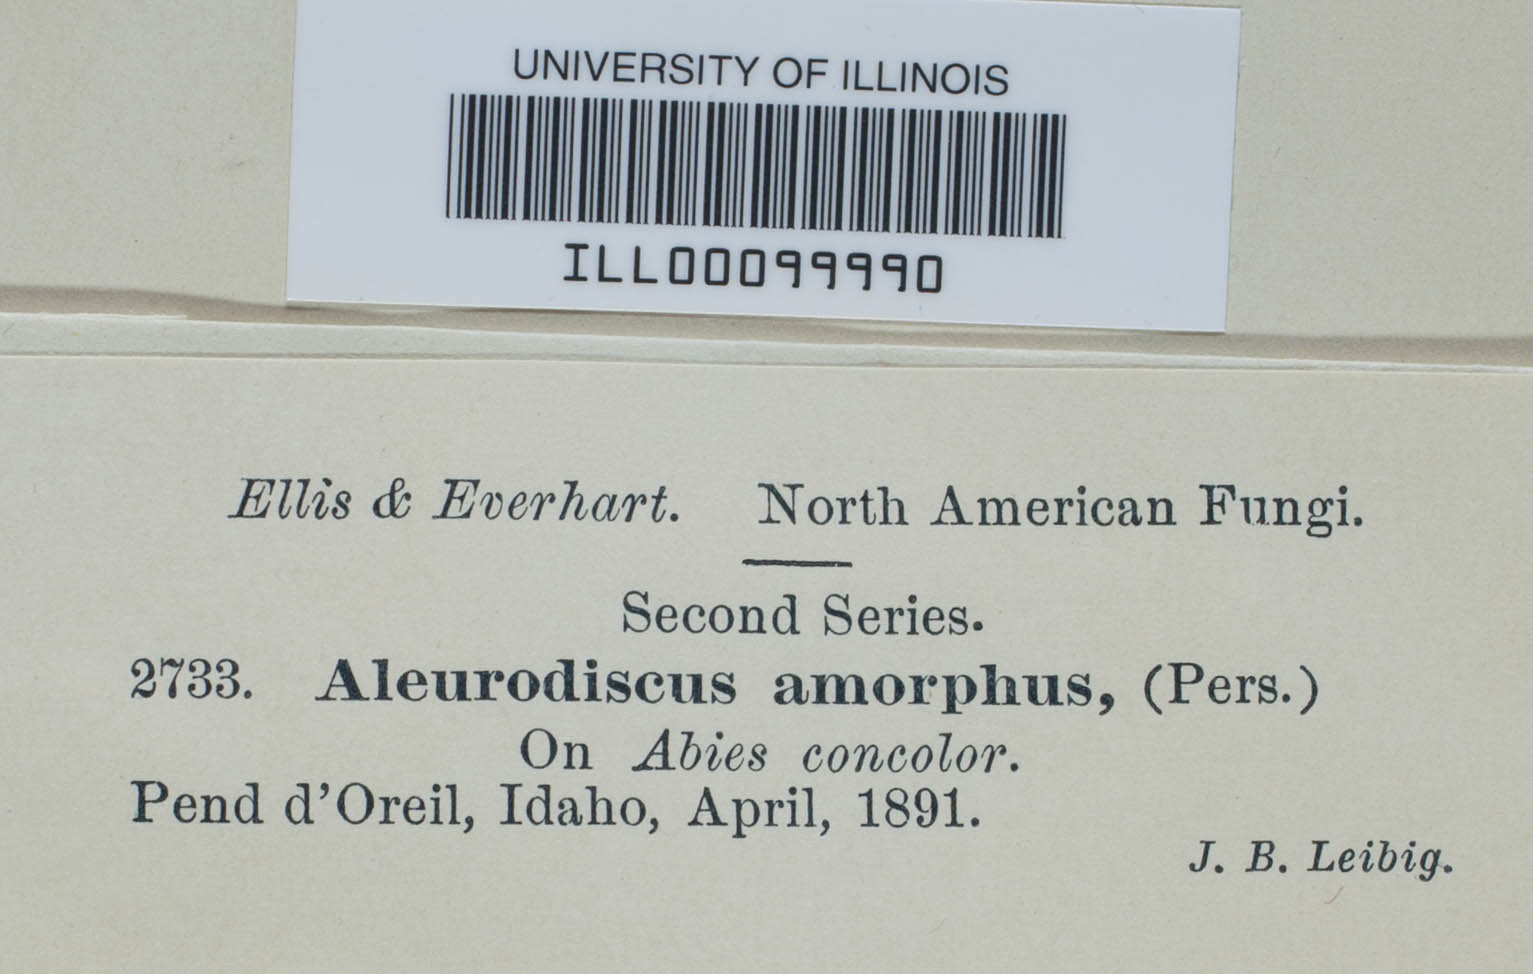 UNIVERSITY OF ILLINOIS
ILL00099990
Ellis & Everhart. North American Fungi.
Second Series.
2733. Aleurodiscus amorphus, (Pers.)
On Abies concolor.
Pend d'Oreil, Idaho, April, 1891.
J. B. Leibig.